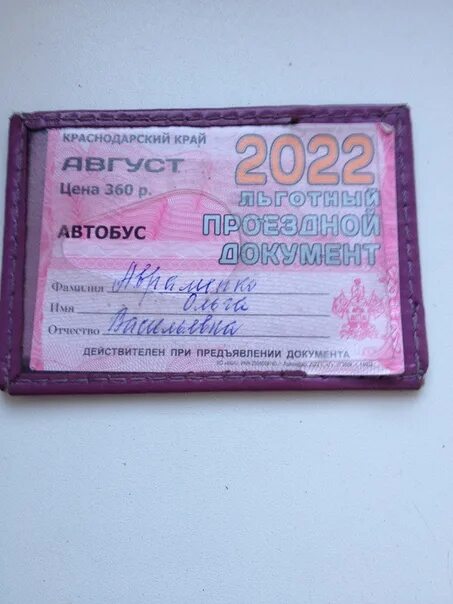 КРАСНОДАРСКИЙ КРАЙ
АВГУСТ
Цена 360 р.
АВТОБУС
2022
ЛЬГОТНЫЙ
ПРОЕЗДНОЙ
ДОКУМЕНТ
Фамилия Авраменко
Имя Ольга
Отчество Васильевна
ДЕЙСТВИТЕЛЕН ПРИ ПРЕДЪЯВЛЕНИИ ДОКУМЕНТА